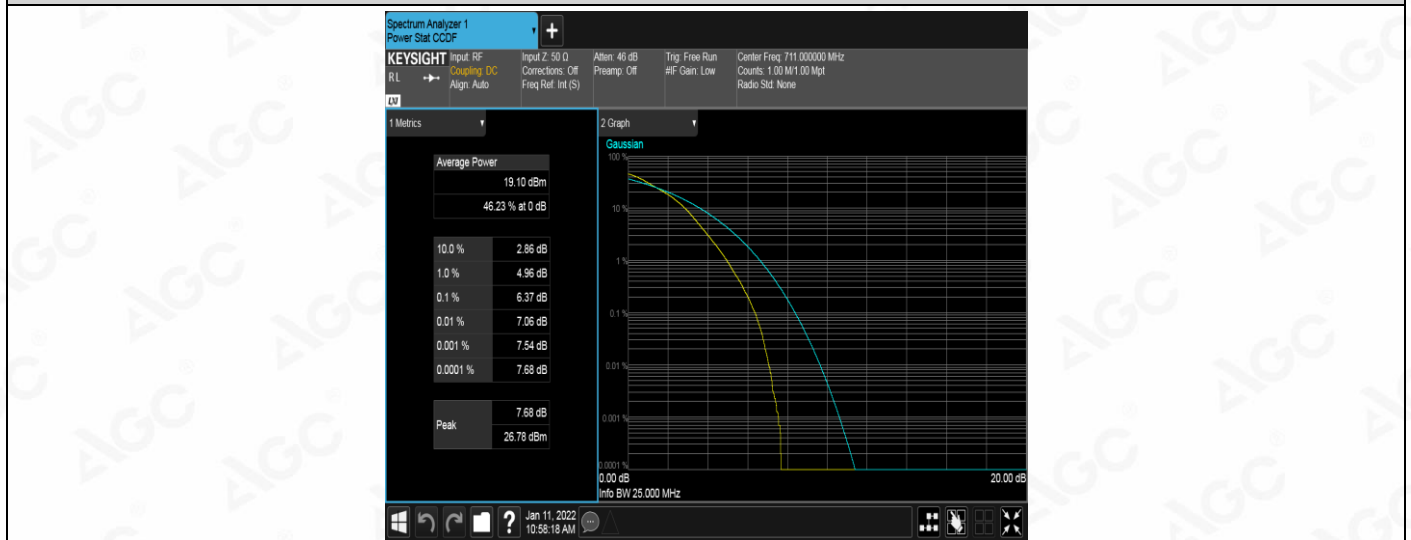 Spectrum Analyzer 1
Power Stat CCDF
+
KEYSIGHT
RL
LXI
Input: RF
Coupling: DC
Align: Auto
Input Z: 50 Ω
Corrections: Off
Freq Ref: Int (S)
Atten: 46 dB
Preamp: Off
Trig: Free Run
#IF Gain: Low
Center Freq: 711.000000 MHz
Counts: 1.00 M/1.00 Mpt
Radio Std: None
1 Metrics
Average Power
19.10 dBm
46.23 % at 0 dB
10.0 % 2.86 dB
1.0 % 4.96 dB
0.1 % 6.37 dB
0.01 % 7.06 dB
0.001 % 7.54 dB
0.0001 % 7.68 dB
Peak
7.68 dB
26.78 dBm
2 Graph
Gaussian
100 %
10 %
1 %
0.1 %
0.01 %
0.001 %
0.0001 %
0.00 dB 20.00 dB
Info BW 25.000 MHz
?
Jan 11, 2022
10:58:18 AM
AGC